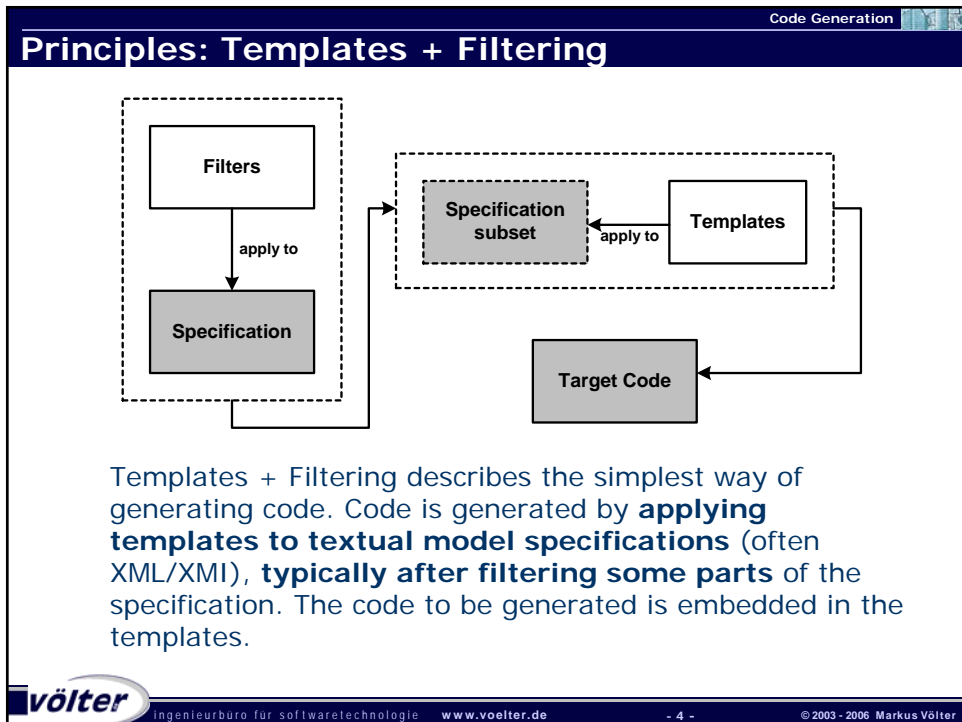 Code Generation
Principles: Templates + Filtering
Filters
apply to
Specification
Specification
subset
apply to
Templates
Target Code
Templates + Filtering describes the simplest way of
generating code. Code is generated by applying
templates to textual model specifications (often
XML/XMI), typically after filtering some parts of the
specification. The code to be generated is embedded in the
templates.
völter
ingenieurbüro für softwaretechnologie www.voelter.de - 4 - © 2003 - 2006 Markus Völter